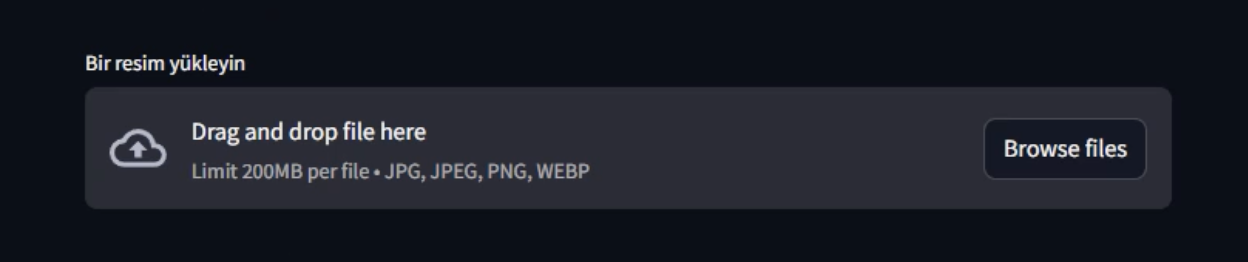 Bir resim yükleyin
Drag and drop file here
Limit 200MB per file • JPG, JPEG, PNG, WEBP
Browse files